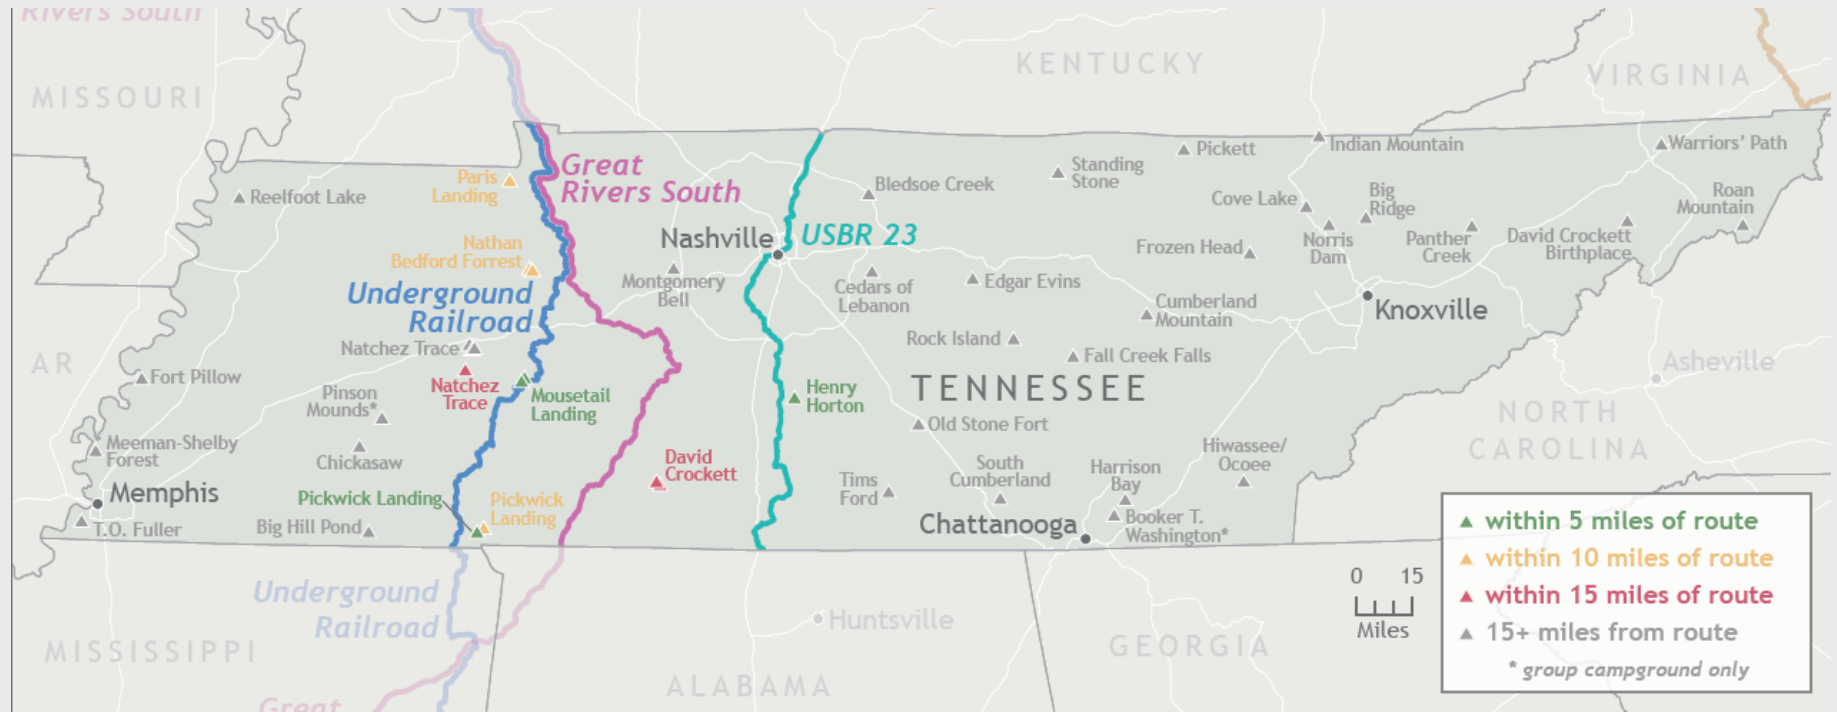 Rivers South
MISSOURI
KENTUCKY
VIRGINIA
Great
Rivers South
Paris
Landing
Reelfoot Lake
Nathan
Bedford Forrest
Underground
Railroad
Natchez Trace
Natchez
Trace
AR
Fort Pillow
Pinson
Mounds*
Mousetail
Landing
Meeman-Shelby
Forest
Chickasaw
Memphis
Pickwick Landing
Pickwick
Landing
T.O. Fuller
Big Hill Pond
David
Crockett
Nashville
USBR 23
Montgomery
Bell
Bledsoe Creek
Cedars of
Lebanon
Edgar Evins
Standing
Stone
Pickett
Indian Mountain
Warriors' Path
Cove Lake
Big
Ridge
Roan
Mountain
Frozen Head
Norris
Dam
Panther
Creek
David Crockett
Birthplace
Cumberland
Mountain
Knoxville
Rock Island
Fall Creek Falls
Henry
Horton
TENNESSEE
Old Stone Fort
Tims
Ford
South
Cumberland
Harrison
Bay
Hiwassee/
Ocoee
Chattanooga
Booker T.
Washington*
Asheville
NORTH
CAROLINA
Underground
Railroad
MISSISSIPPI
Great
Huntsville
ALABAMA
GEORGIA
0 15
Miles
within 5 miles of route
within 10 miles of route
within 15 miles of route
15+ miles from route
* group campground only